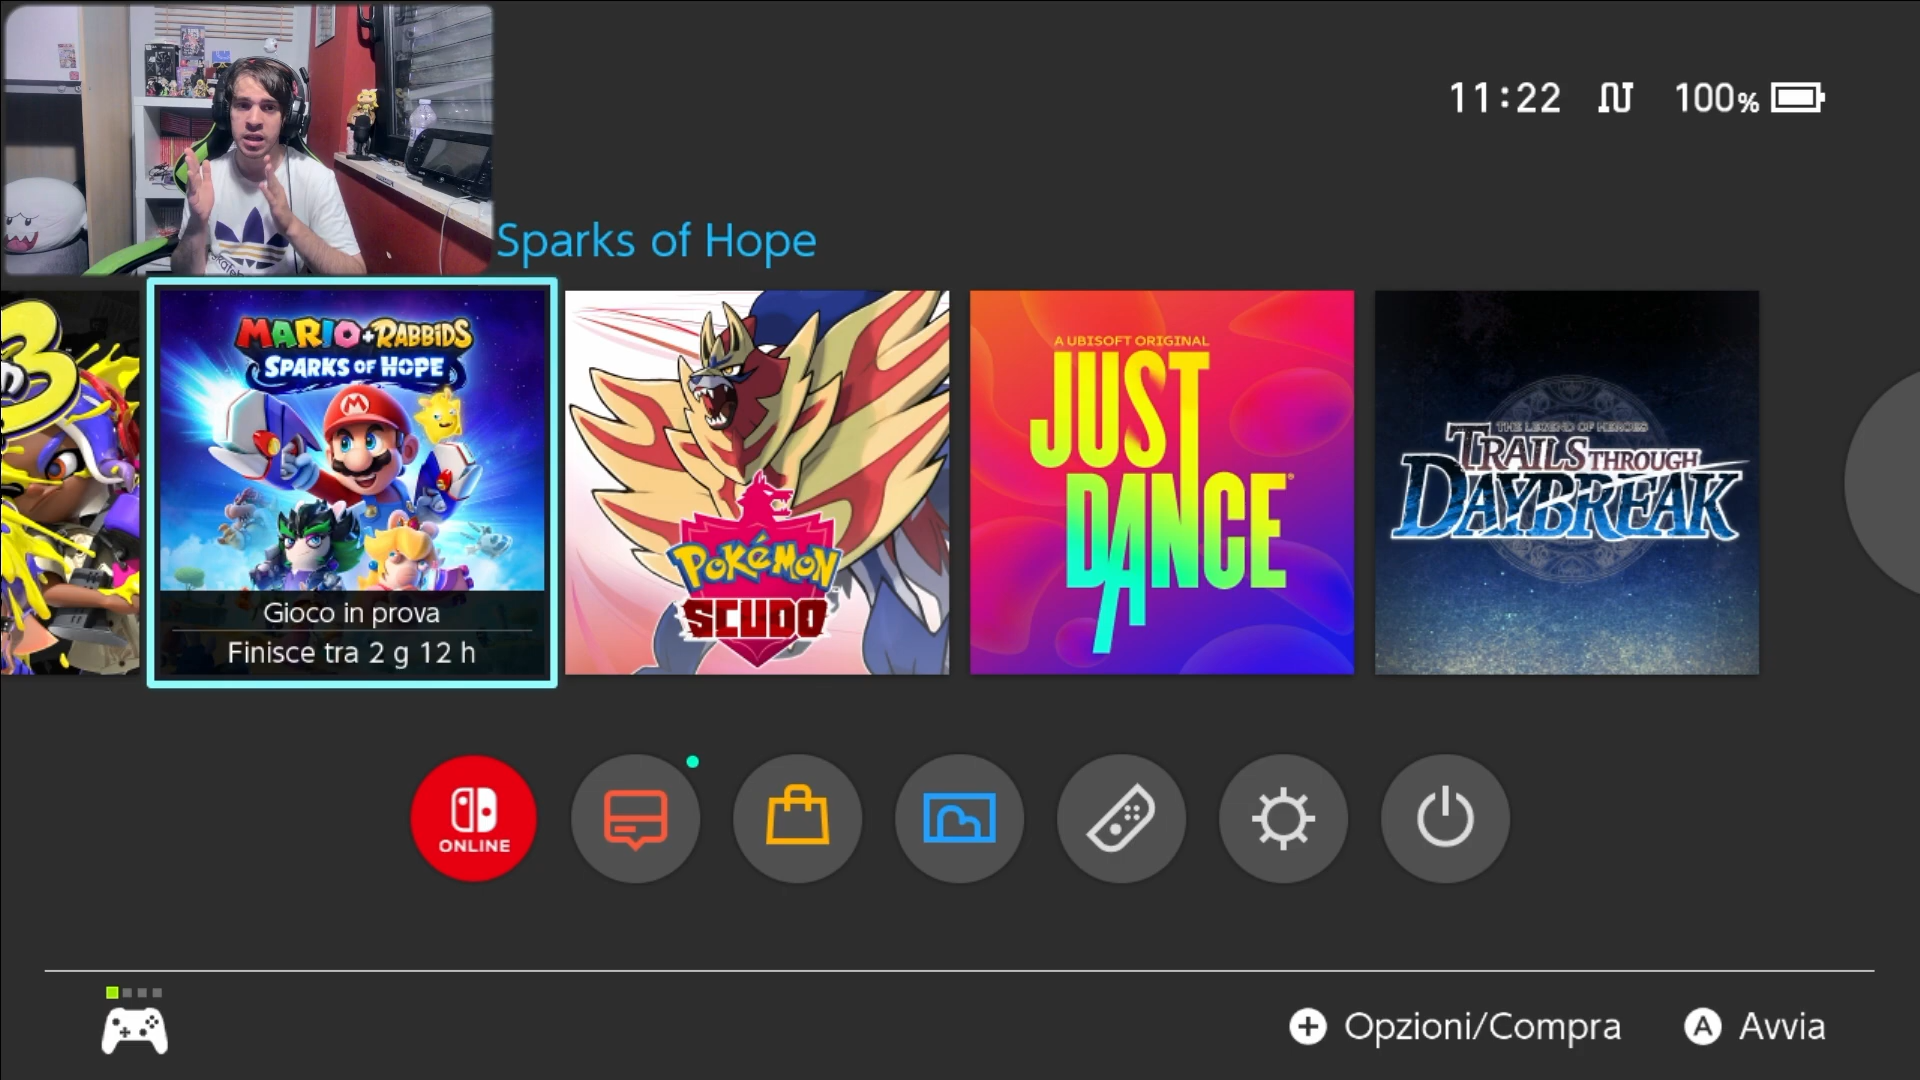 11:22
100%
Sparks of Hope
3
MARIO + RABBIDS
SPARKS OF HOPE
Gioco in prova
Finisce tra 2 g 12 h
POKÉMON
SCUDO
A UBISOFT ORIGINAL
JUST
DANCE
THE LEGEND OF HEROES
TRAILS THROUGH
DAYBREAK
ONLINE
+ Opzioni/Compra
A Avvia